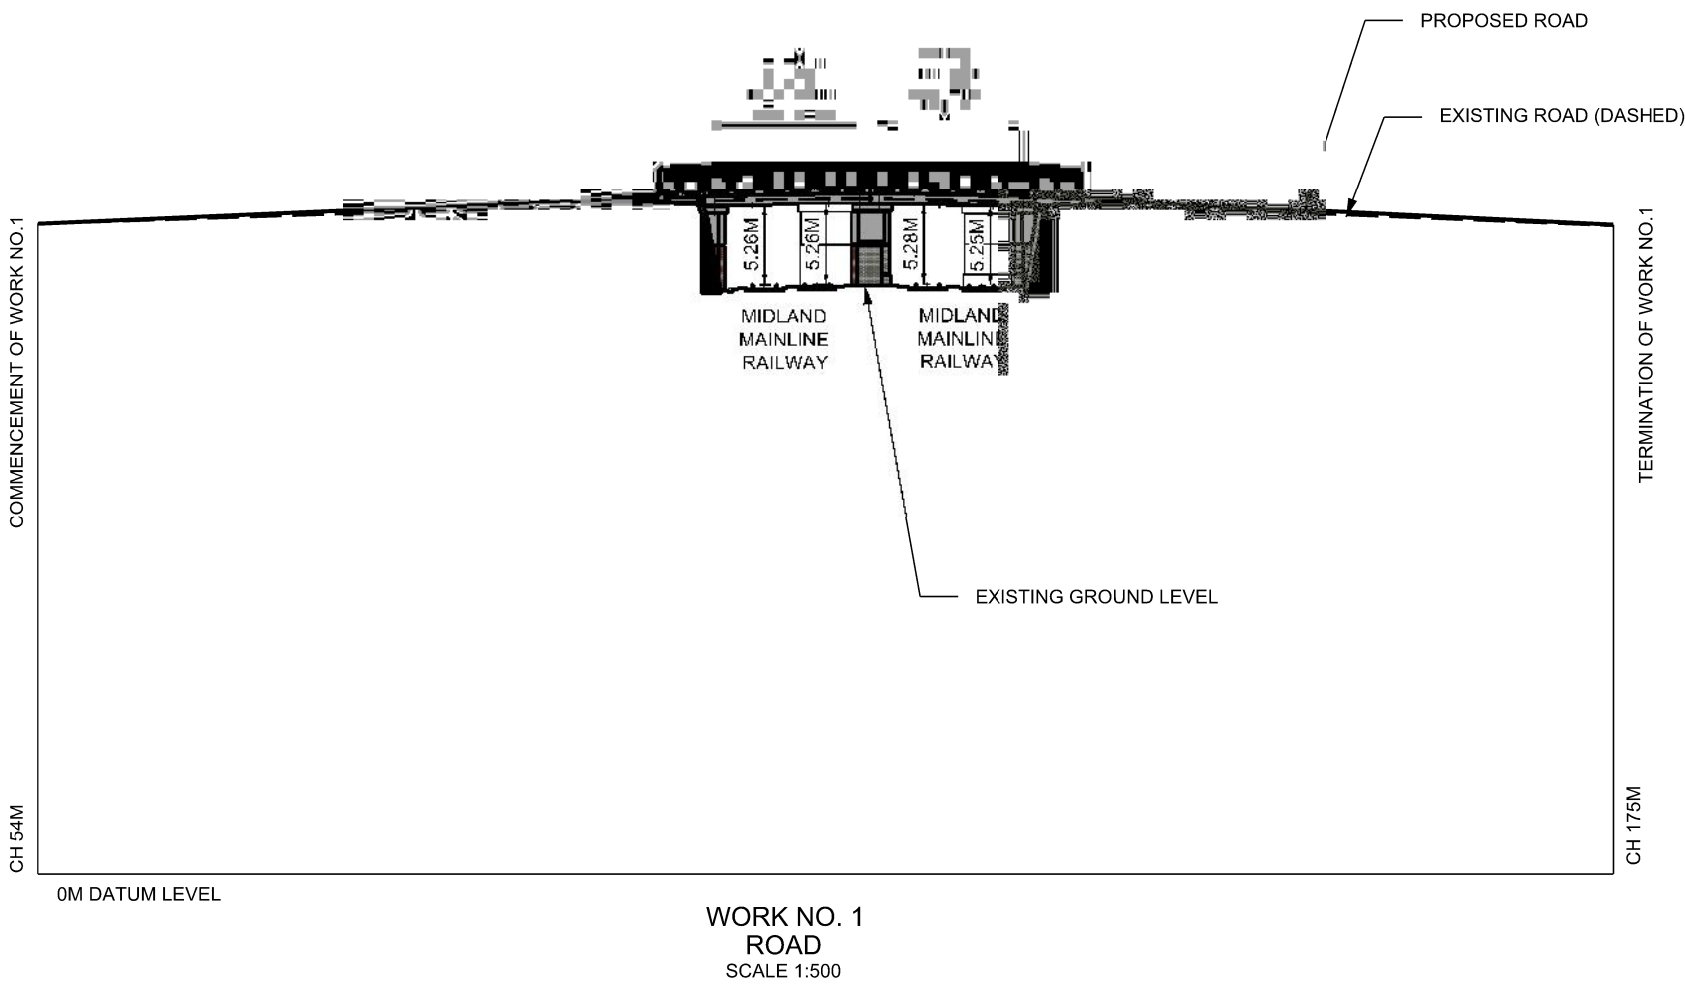 PROPOSED ROAD
EXISTING ROAD (DASHED)
COMMENCEMENT OF WORK NO.1
TERMINATION OF WORK NO.1
5.26M
5.26M
5.28M
5.25M
MIDLAND
MAINLINE
RAILWAY
MIDLAND
MAINLIN
RAILWAY
EXISTING GROUND LEVEL
CH 54M
CH 175M
0M DATUM LEVEL
WORK NO. 1
ROAD
SCALE 1:500